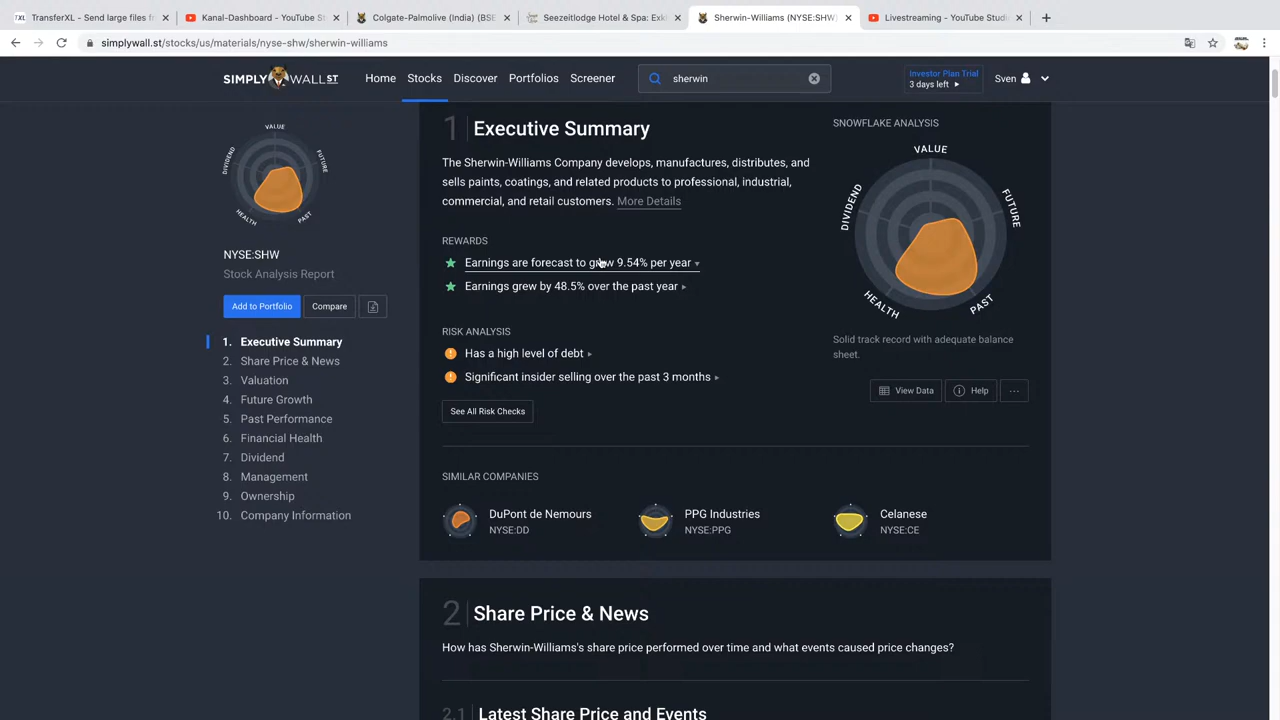 TransferXL - Send large files f
Kanal-Dashboard - YouTube St
Colgate-Palmolive (India) (BSE
Seezeitlodge Hotel & Spa: Exk
Sherwin-Williams (NYSE:SHW)
Livestreaming - YouTube Studi
simplywall.st/stocks/us/materials/nyse-shw/sherwin-williams
SIMPLY WALL ST
Home
Stocks
Discover
Portfolios
Screener
sherwin
Investor Plan Trial
3 days left
Sven
VALUE
FUTURE
PAST
HEALTH
DIVIDEND
NYSE:SHW
Stock Analysis Report
Add to Portfolio
Compare
1. Executive Summary
2. Share Price & News
3. Valuation
4. Future Growth
5. Past Performance
6. Financial Health
7. Dividend
8. Management
9. Ownership
10. Company Information
1 Executive Summary
The Sherwin-Williams Company develops, manufactures, distributes, and
sells paints, coatings, and related products to professional, industrial,
commercial, and retail customers. More Details
REWARDS
Earnings are forecast to grow 9.54% per year
Earnings grew by 48.5% over the past year
RISK ANALYSIS
Has a high level of debt
Significant insider selling over the past 3 months
See All Risk Checks
SNOWFLAKE ANALYSIS
VALUE
FUTURE
PAST
HEALTH
DIVIDEND
Solid track record with adequate balance
sheet.
View Data
Help
...
SIMILAR COMPANIES
DuPont de Nemours
NYSE:DD
PPG Industries
NYSE:PPG
Celanese
NYSE:CE
2 Share Price & News
How has Sherwin-Williams's share price performed over time and what events caused price changes?
2.1 Latest Share Price and Events